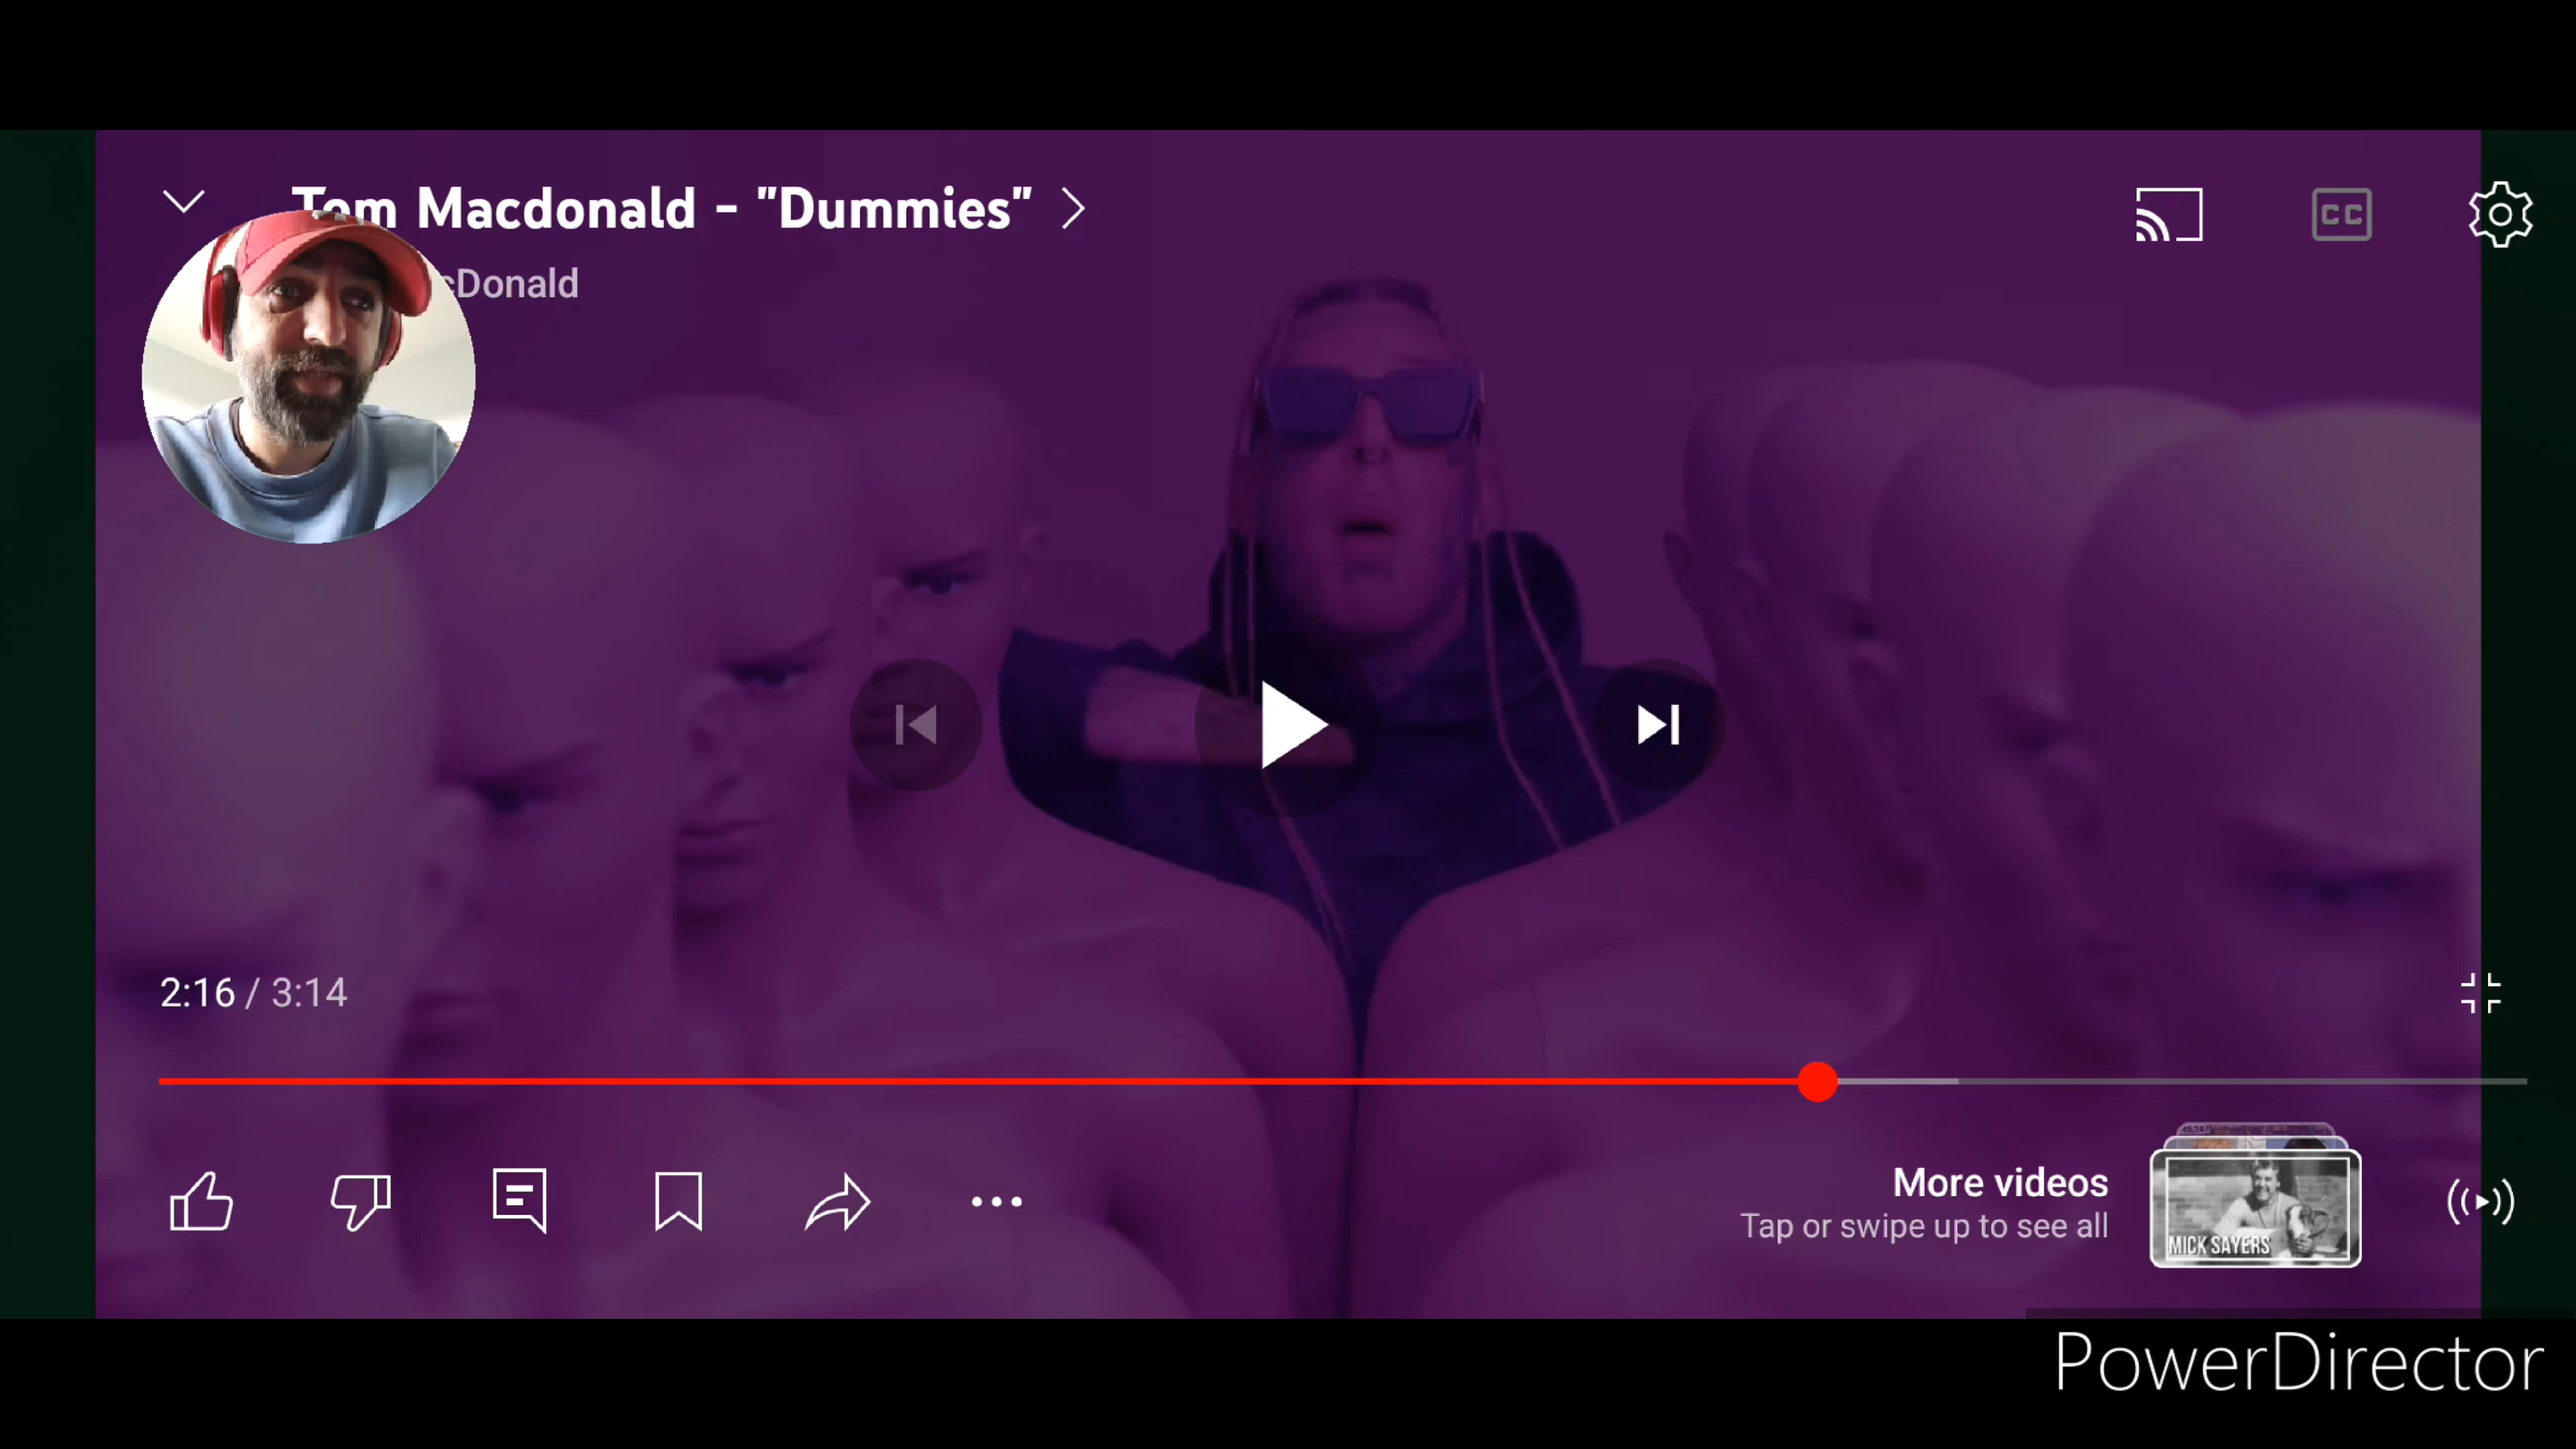 Tom Macdonald - "Dummies"
cDonald
CC
2:16 / 3:14
More videos
Tap or swipe up to see all
MICK SAYERS
PowerDirector